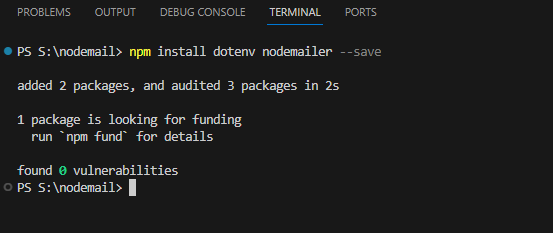 PROBLEMS OUTPUT DEBUG CONSOLE TERMINAL PORTS
PS S:\nodemail> npm install dotenv nodemailer --save
added 2 packages, and audited 3 packages in 2s
1 package is looking for funding
  run `npm fund` for details
found 0 vulnerabilities
PS S:\nodemail>